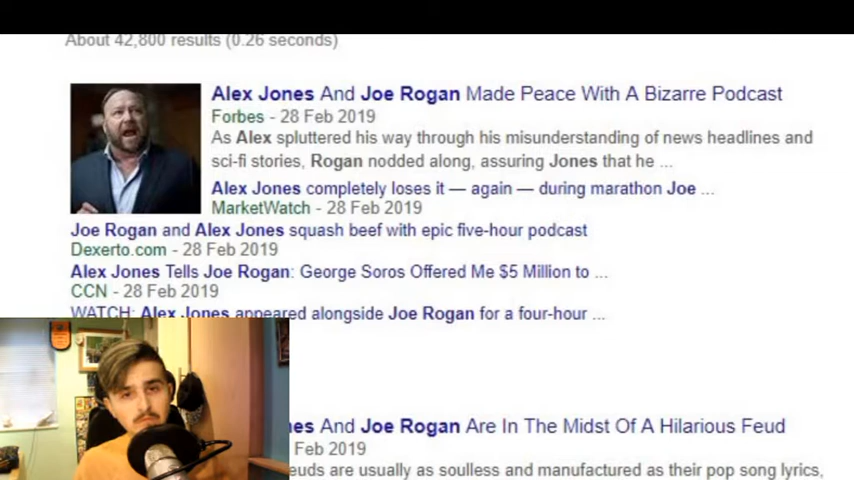 About 42,800 results (0.26 seconds)
Alex Jones And Joe Rogan Made Peace With A Bizarre Podcast
Forbes - 28 Feb 2019
As Alex spluttered his way through his misunderstanding of news headlines and
sci-fi stories, Rogan nodded along, assuring Jones that he ...
Alex Jones completely loses it — again — during marathon Joe ...
MarketWatch - 28 Feb 2019
Joe Rogan and Alex Jones squash beef with epic five-hour podcast
Dexerto.com - 28 Feb 2019
Alex Jones Tells Joe Rogan: George Soros Offered Me $5 Million to ...
CCN - 28 Feb 2019
WATCH: Alex Jones appeared alongside Joe Rogan for a four-hour ...
And Joe Rogan Are In The Midst Of A Hilarious Feud
Feb 2019
are usually as soulless and manufactured as their pop song lyrics,